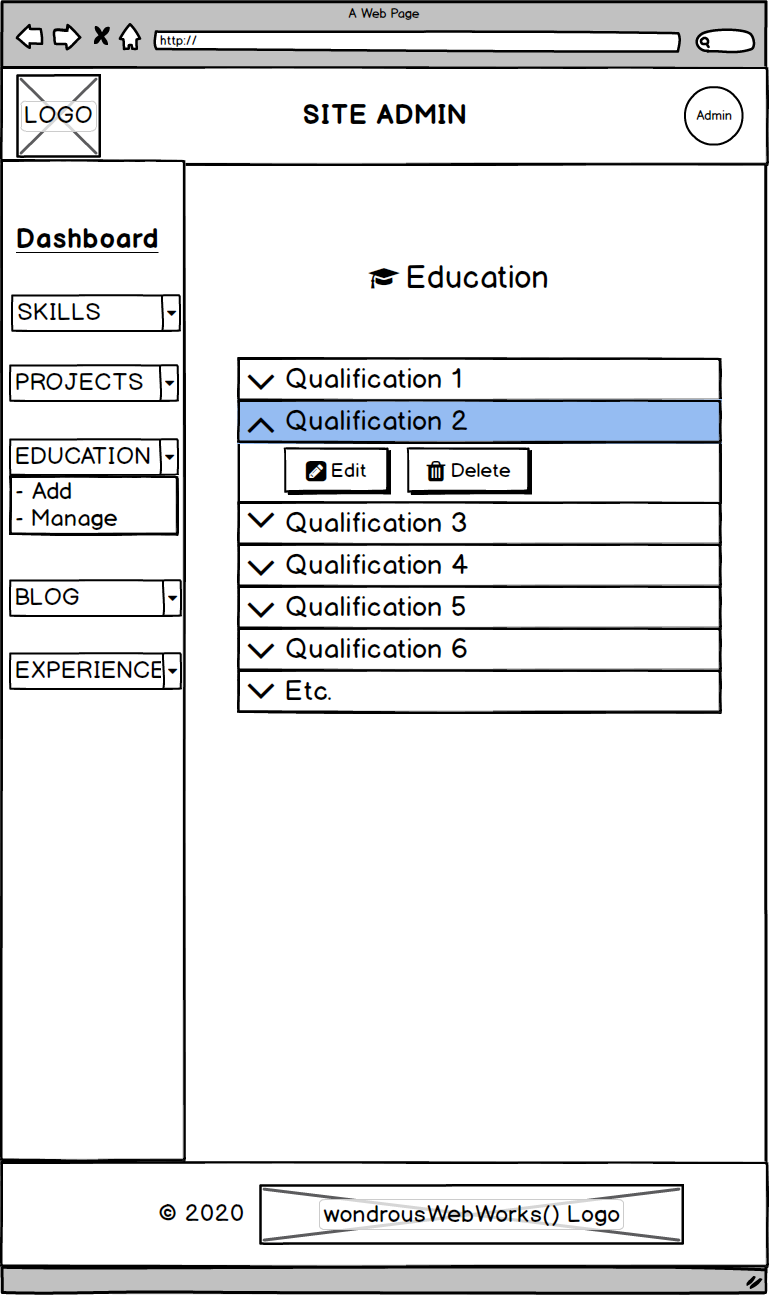 A Web Page
http://
LOGO
SITE ADMIN
Admin
Dashboard
SKILLS
PROJECTS
EDUCATION
- Add
- Manage
BLOG
EXPERIENCE
Education
Qualification 1
Qualification 2
Edit
Delete
Qualification 3
Qualification 4
Qualification 5
Qualification 6
Etc.
© 2020
wondrousWebWorks() Logo